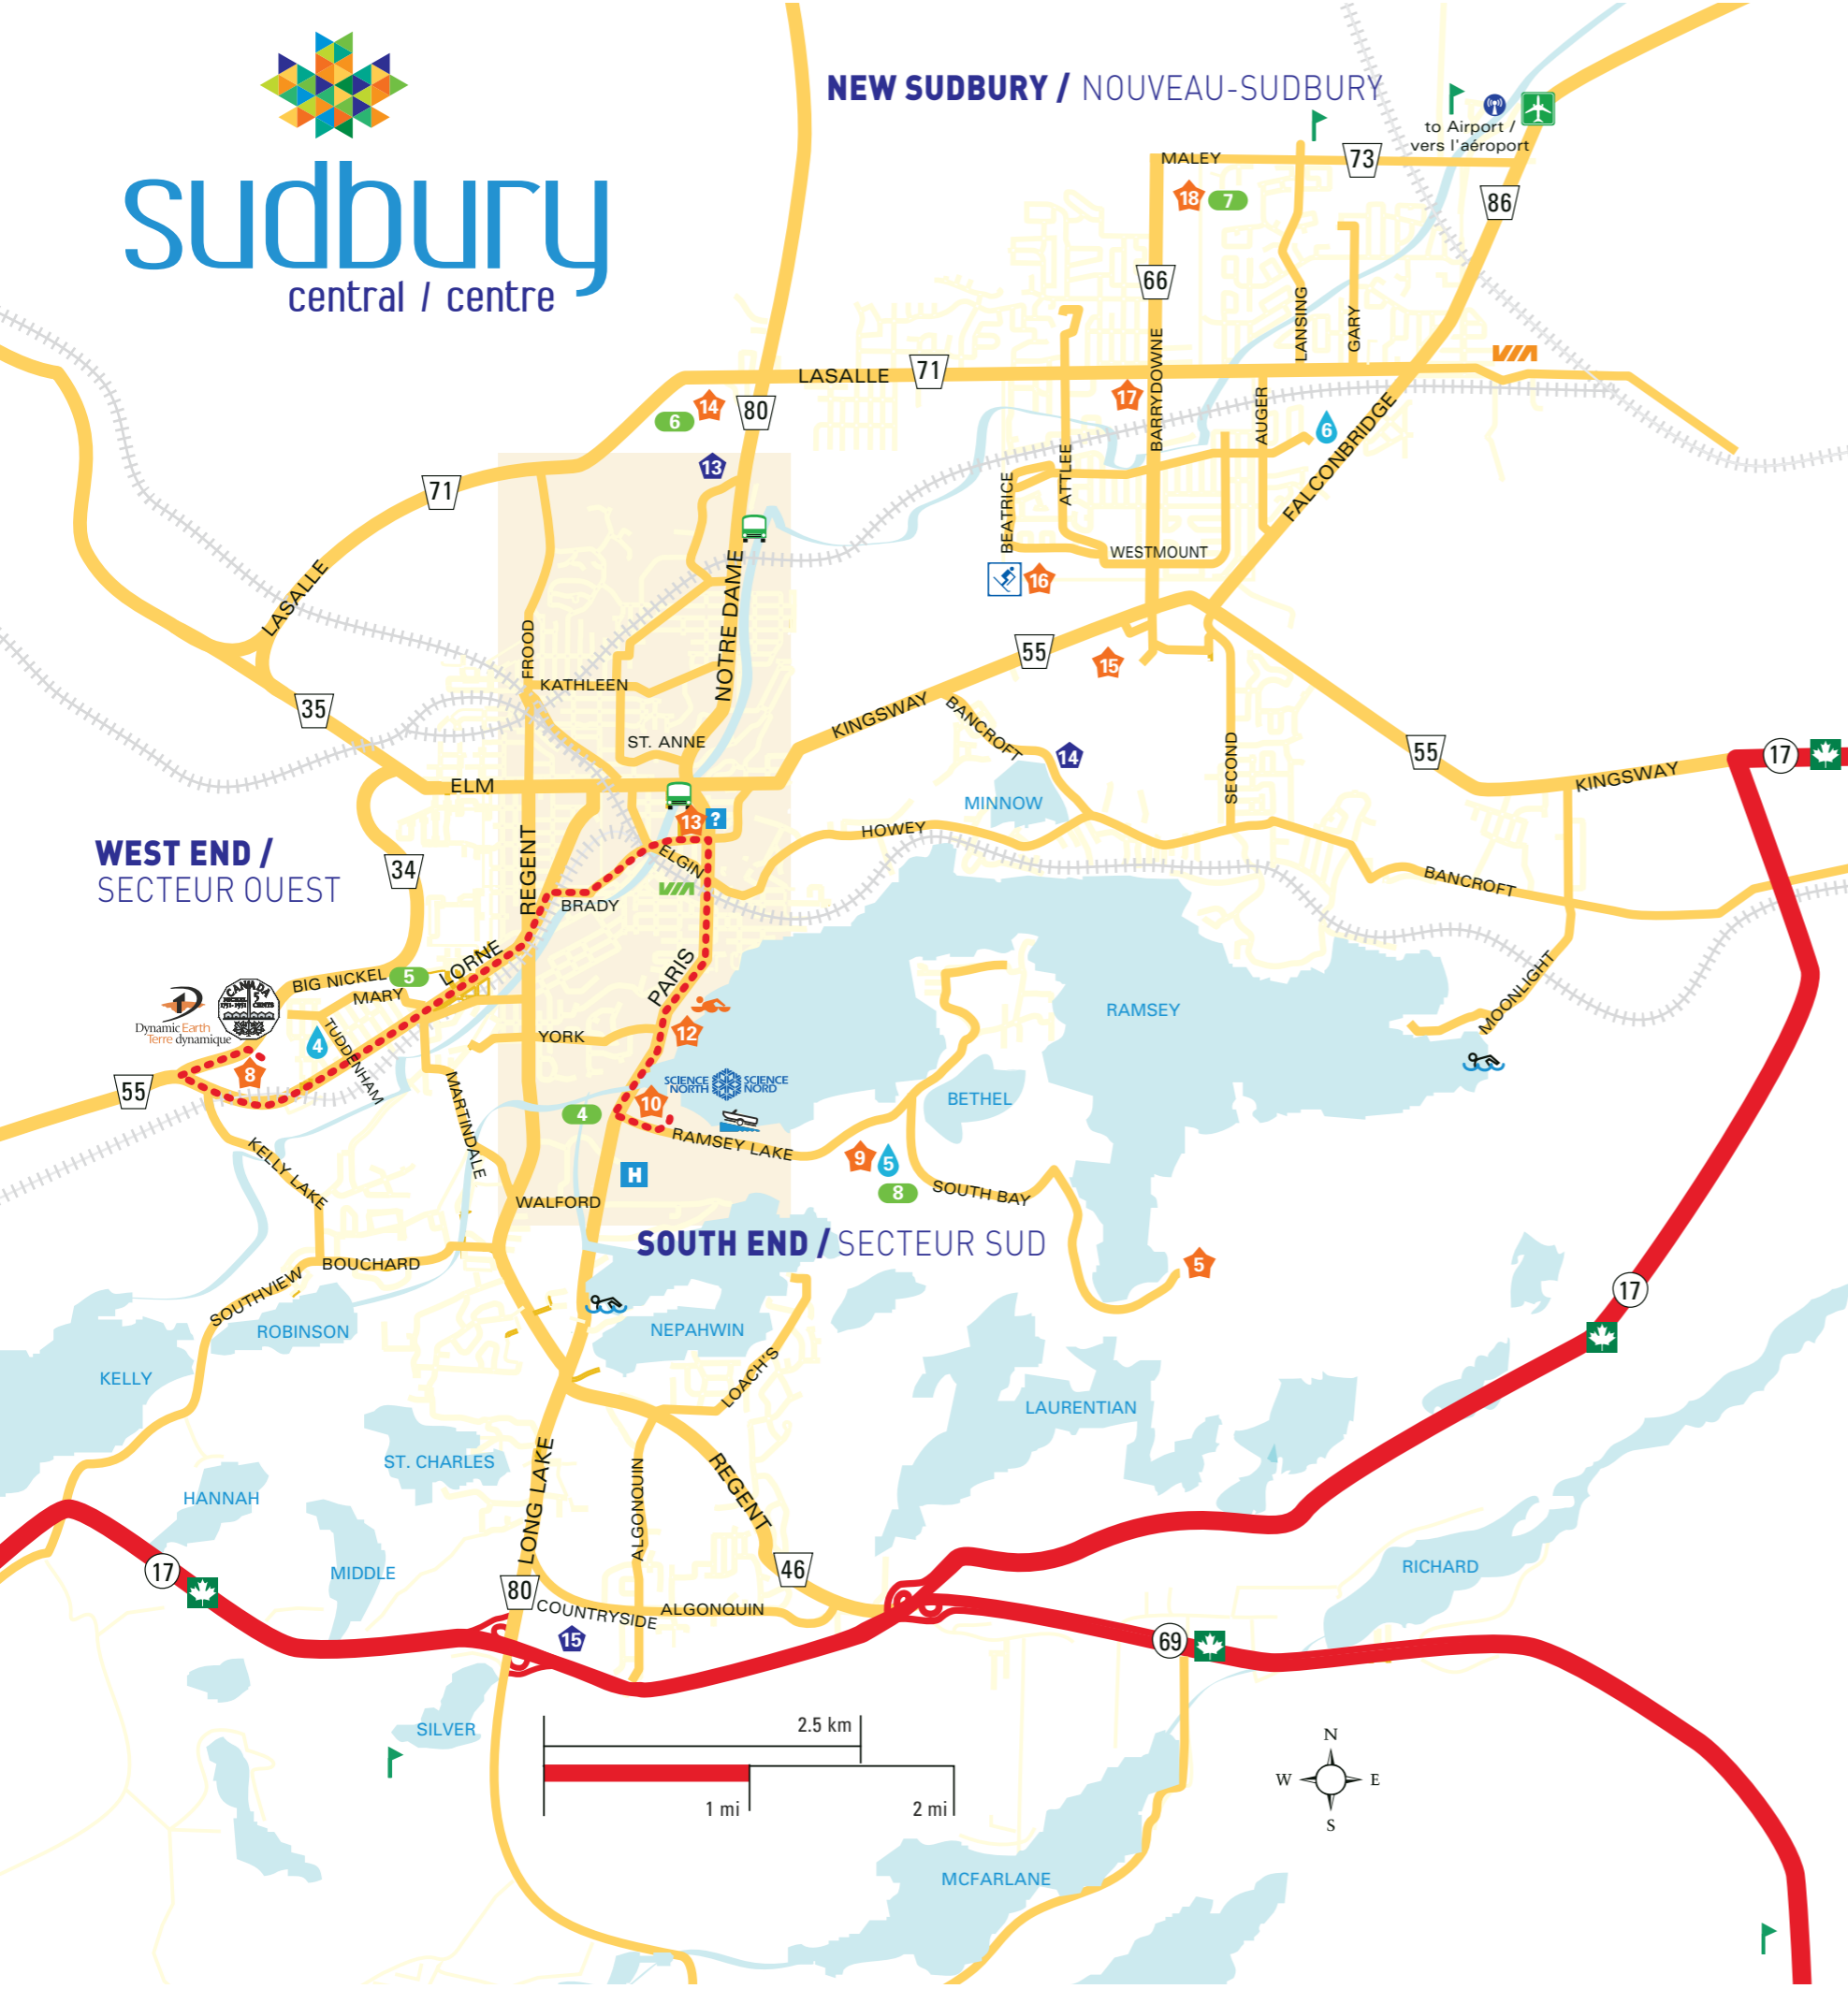 sudbury
central / centre
NEW SUDBURY / NOUVEAU-SUDBURY
to Airport /
vers l'aéroport
MALEY
73
86
18
7
66
LANSING
GARY
BARRYDOWNE
VIA
LASALLE
71
80
14
6
17
AUGER
6
FALCONBRIDGE
13
71
ATTLEE
BEATRICE
WESTMOUNT
16
LASALLE
NOTRE DAME
FROOD
KATHLEEN
55
15
35
KINGSWAY
BANCROFT
14
SECOND
55
17
KINGSWAY
ST. ANNE
ELM
MINNOW
13
?
HOWEY
WEST END /
SECTEUR OUEST
34
REGENT
ELGIN
VIA
BRADY
BANCROFT
LORNE
PARIS
BIG NICKEL
5
MARY
CANADA
NICKEL
1751-1951
5
CENTS
Dynamic Earth
Terre dynamique
TUDDENHAM
4
8
55
YORK
12
RAMSEY
MOONLIGHT
SCIENCE
NORTH
SCIENCE
NORD
10
4
BETHEL
MARTINDALE
RAMSEY LAKE
9
5
8
SOUTH BAY
KELLY LAKE
H
WALFORD
SOUTH END / SECTEUR SUD
5
BOUCHARD
SOUTHVIEW
17
ROBINSON
NEPAHWIN
KELLY
LOACH'S
LAURENTIAN
ST. CHARLES
LONG LAKE
ALGONQUIN
REGENT
HANNAH
MIDDLE
17
46
RICHARD
80
COUNTRYSIDE
ALGONQUIN
15
69
SILVER
2.5 km
1 mi
2 mi
N
W
E
S
MCFARLANE